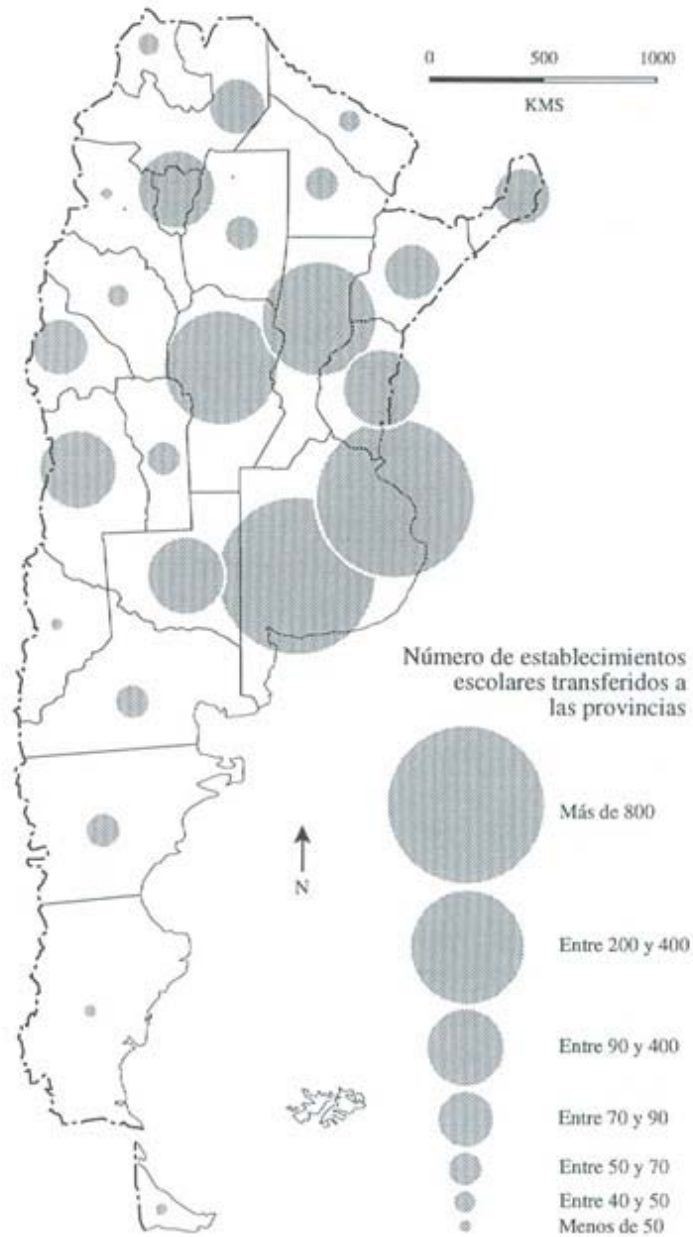 0 500 1000
KMS
Número de establecimientos
escolares transferidos a
las provincias
Más de 800
N
Entre 200 y 400
Entre 90 y 400
Entre 70 y 90
Entre 50 y 70
Entre 40 y 50
Menos de 50